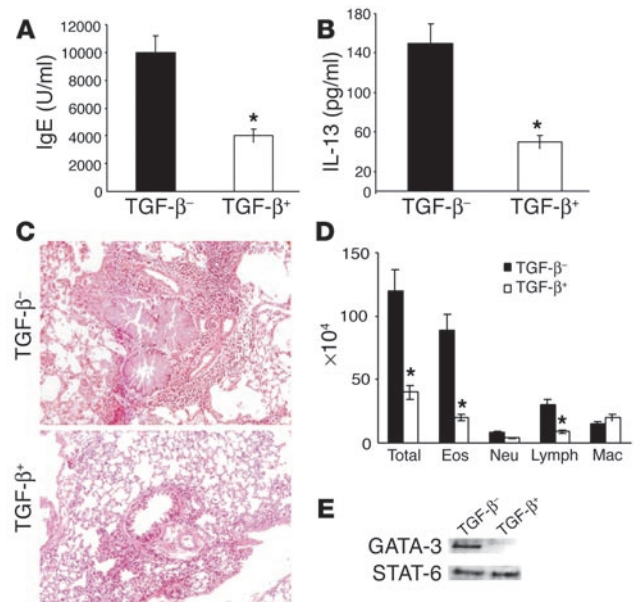 A
IgE (U/ml)
12000
10000
8000
6000
4000
2000
0
*
TGF-β⁻ TGF-β⁺
B
IL-13 (pg/ml)
180
140
100
60
30
0
*
TGF-β⁻ TGF-β⁺
C
TGF-β⁻
TGF-β⁺
D
×10⁴
150
100
50
0
TGF-β⁻
TGF-β⁺
* * *
Total Eos Neu Lymph Mac
E
TGF-β⁻ TGF-β⁺
GATA-3
STAT-6